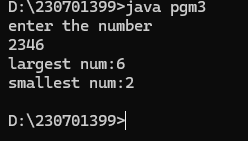 D:\230701399>java pgm3
enter the number
2346
largest num:6
smallest num:2
D:\230701399>